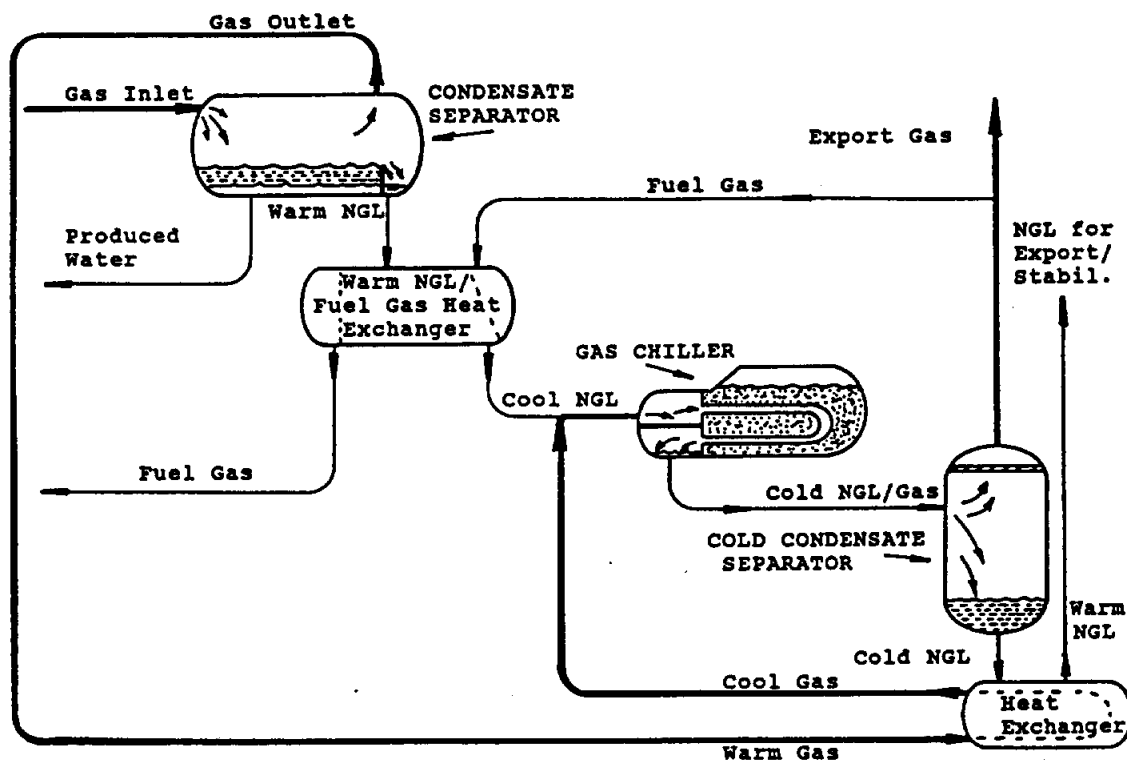 Gas Outlet
Gas Inlet
CONDENSATE
SEPARATOR
Export Gas
Fuel Gas
Warm NGL
Produced
Water
NGL for
Export/
Stabil.
Warm NGL/
Fuel Gas Heat
Exchanger
GAS CHILLER
Cool NGL
Fuel Gas
Cold NGL/Gas
COLD CONDENSATE
SEPARATOR
Warm
NGL
Cold NGL
Cool Gas
Heat
Exchanger
Warm Gas